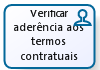 Verificar
aderência aos
termos
contratuais